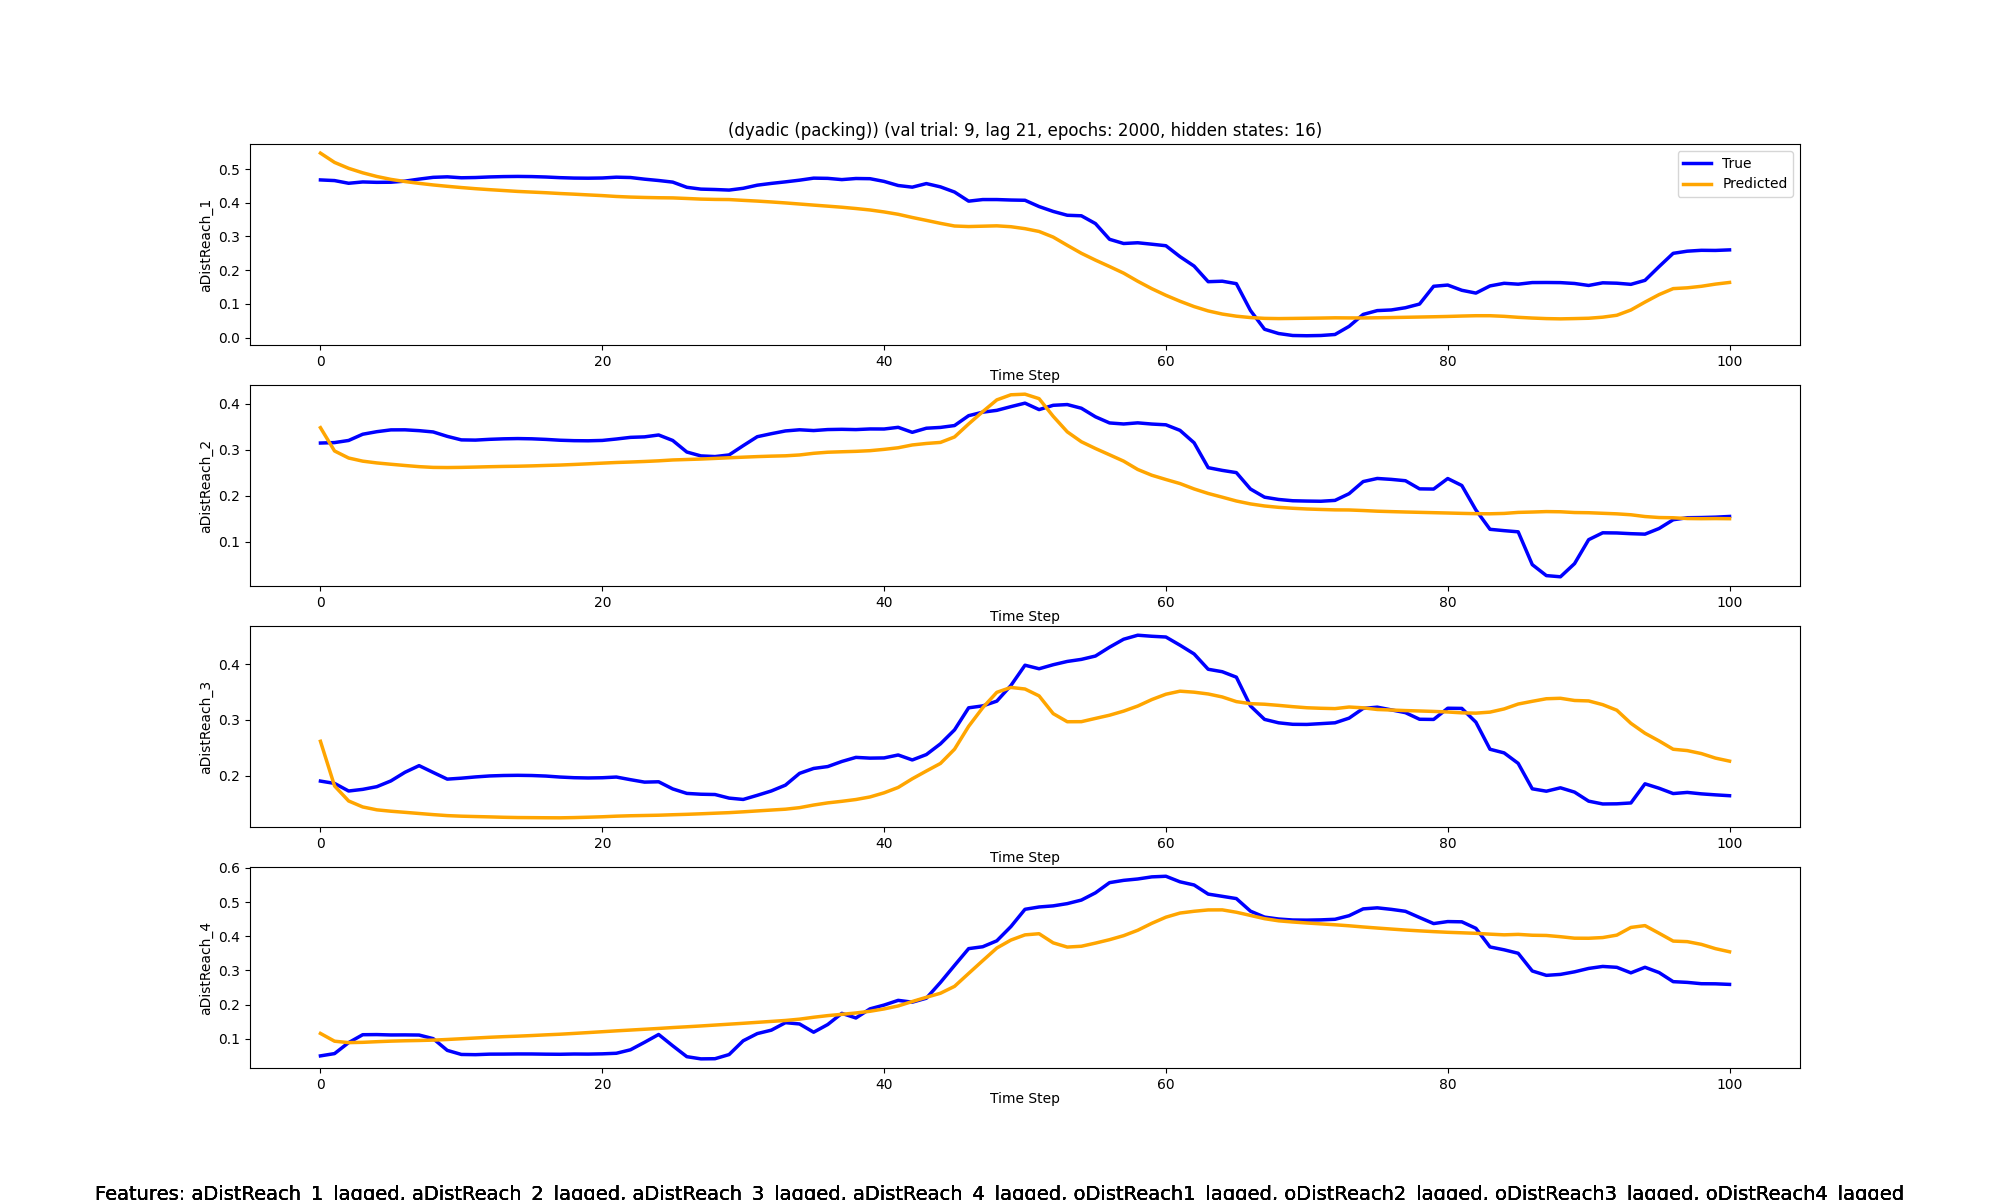 (dyadic (packing)) (val trial: 9, lag 21, epochs: 2000, hidden states: 16)
True
Predicted
aDistReach_1
0.5
0.4
0.3
0.2
0.1
0.0
0 20 40 60 80 100
Time Step
aDistReach_2
0.4
0.3
0.2
0.1
0 20 40 60 80 100
Time Step
aDistReach_3
0.4
0.3
0.2
0 20 40 60 80 100
Time Step
aDistReach_4
0.6
0.5
0.4
0.3
0.2
0.1
0 20 40 60 80 100
Time Step
Features: aDistReach_1_lagged, aDistReach_2_lagged, aDistReach_3_lagged, aDistReach_4_lagged, oDistReach1_lagged, oDistReach2_lagged, oDistReach3_lagged, oDistReach4_lagged